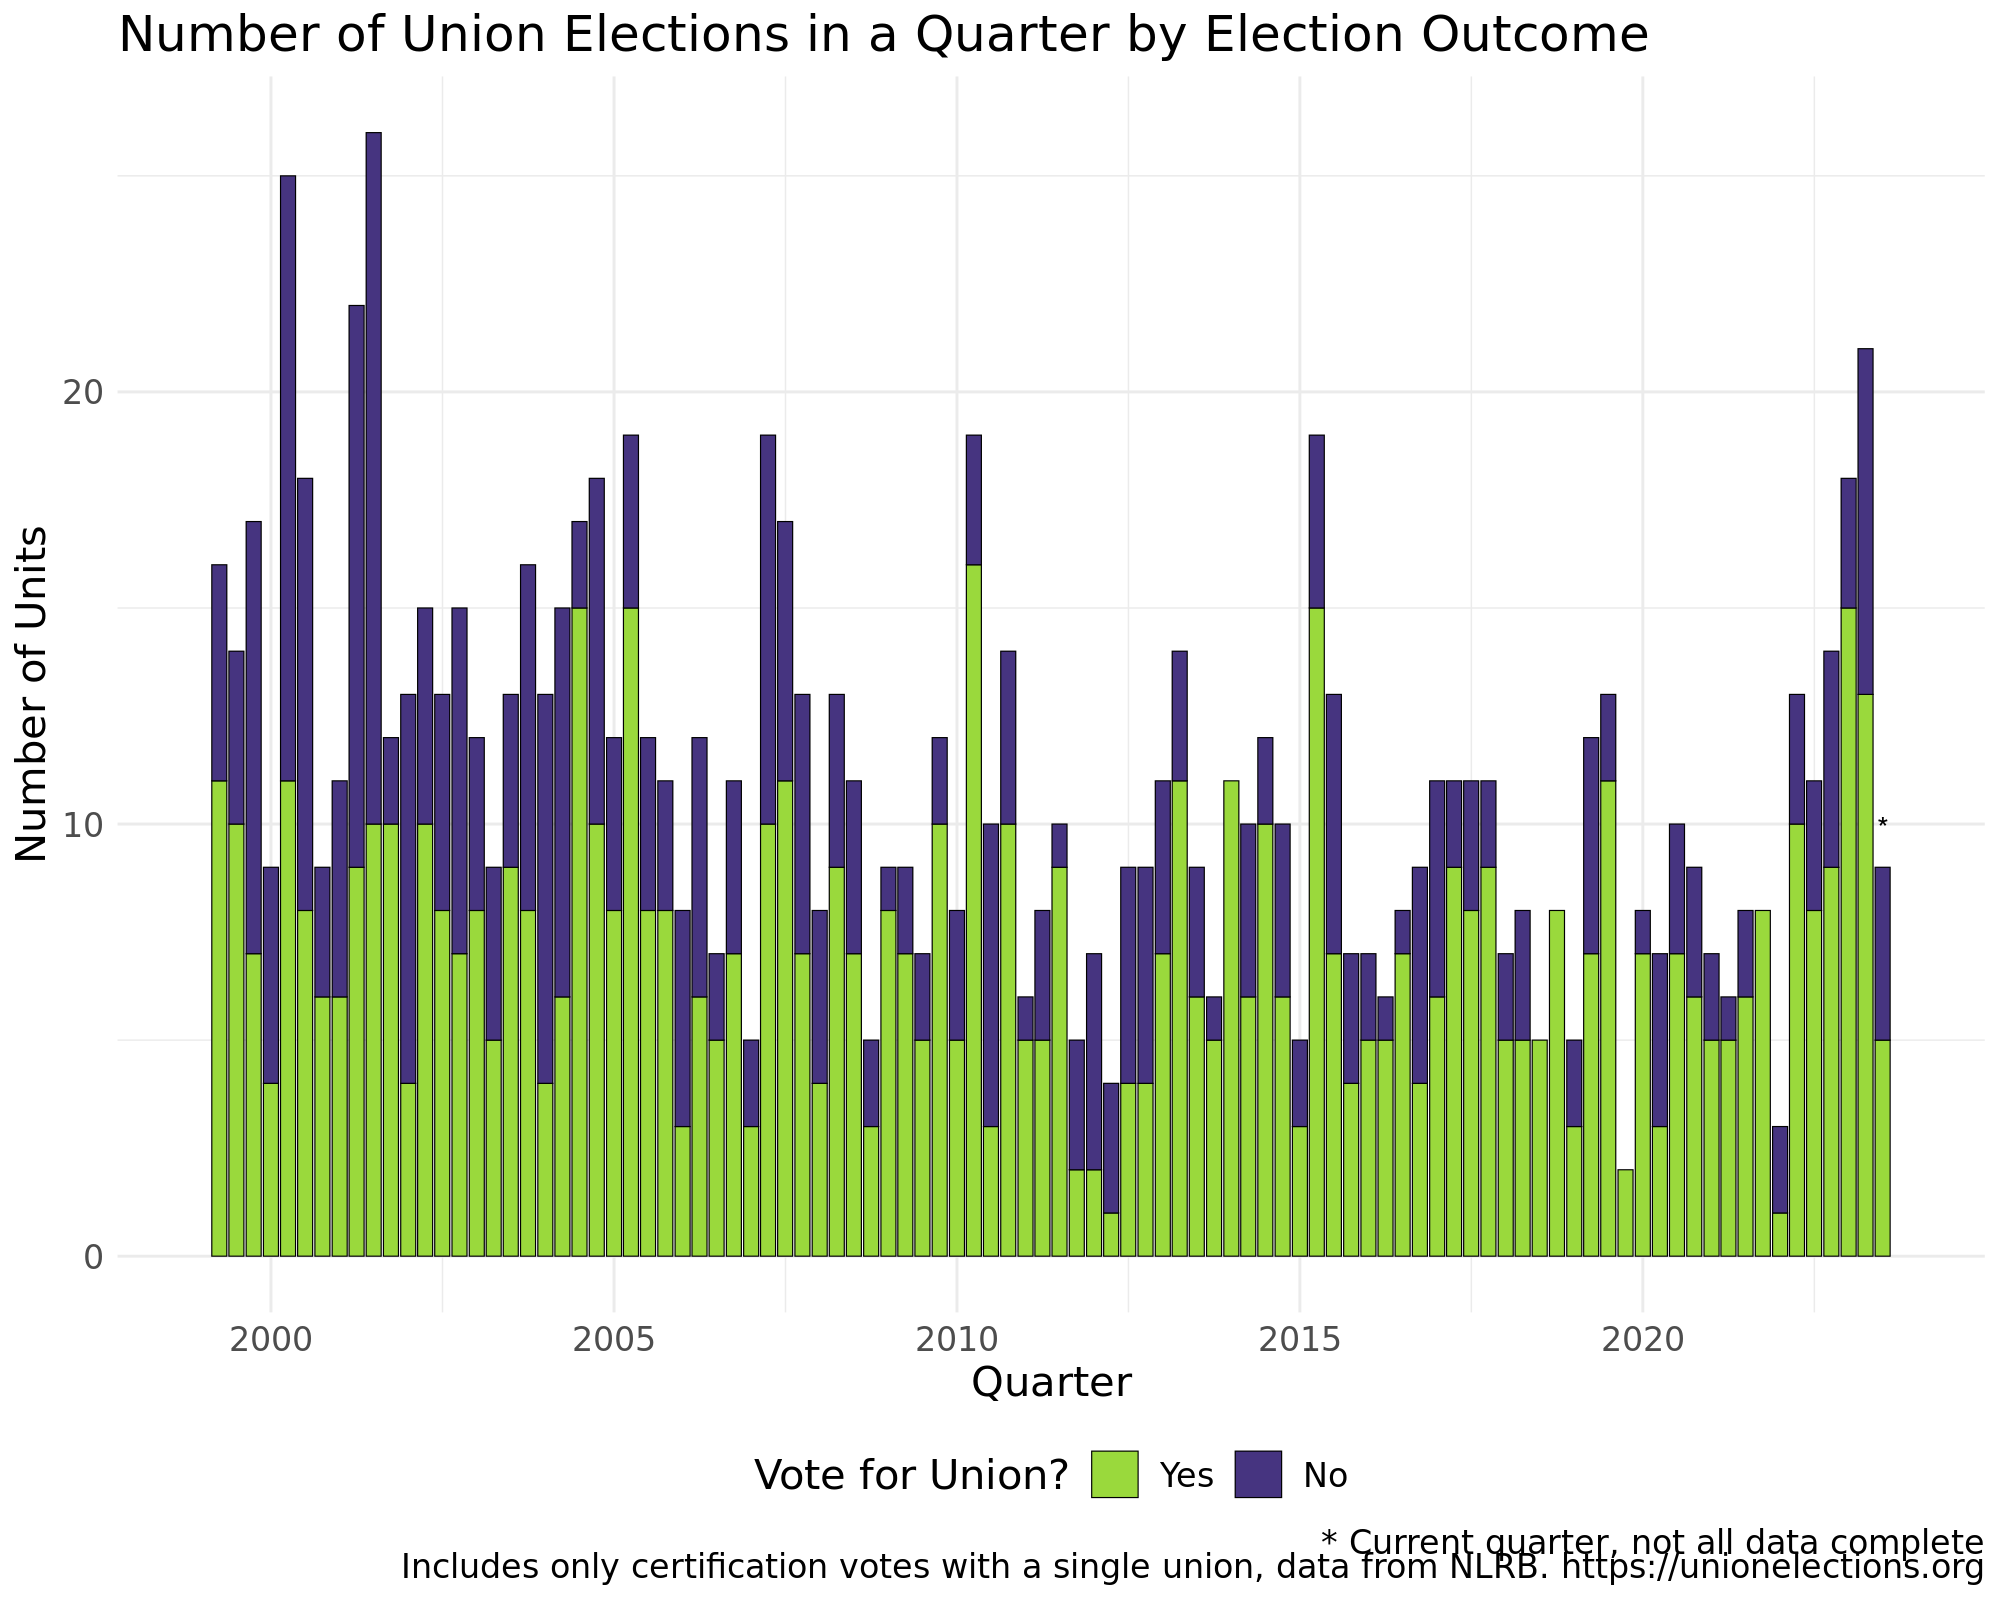 Number of Union Elections in a Quarter by Election Outcome
Number of Units
20
10
0
*
2000 2005 2010 2015 2020
Quarter
Vote for Union? Yes No
* Current quarter, not all data complete
Includes only certification votes with a single union, data from NLRB. https://unionelections.org